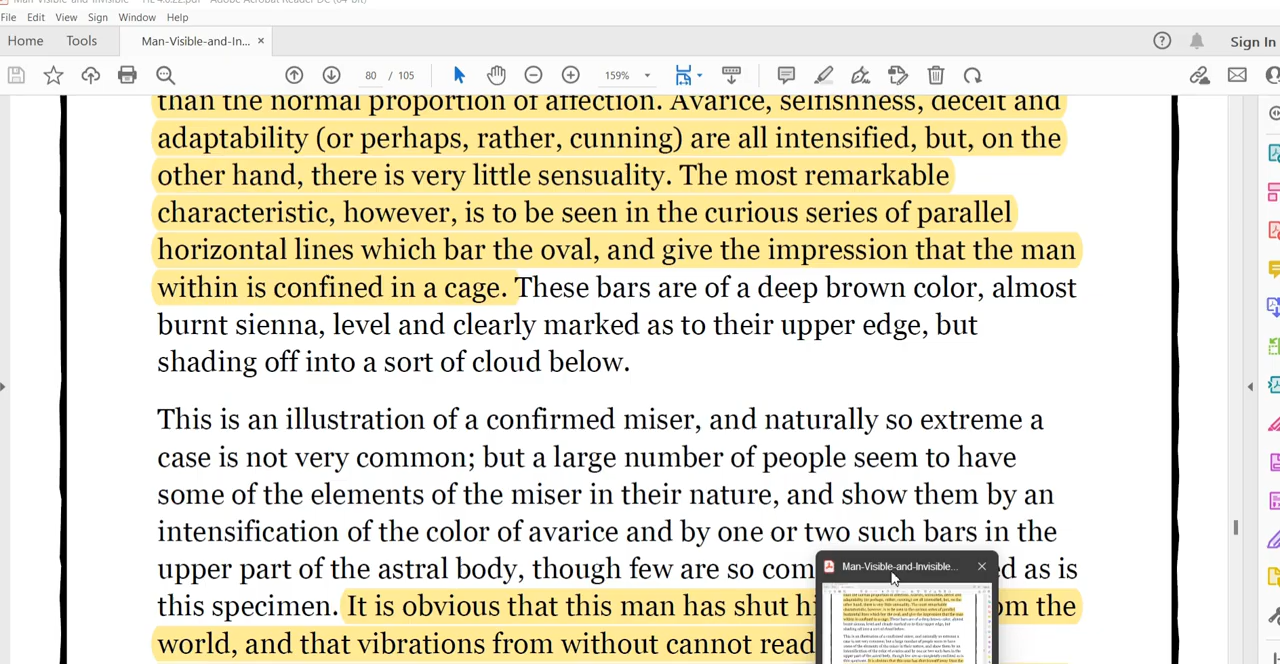 Man-Visible-and-Invisible
File Edit View Sign Window Help
Home Tools Man-Visible-and-In... × Sign In
80 / 105 159%
than the normal proportion of affection. Avarice, selfishness, deceit and
adaptability (or perhaps, rather, cunning) are all intensified, but, on the
other hand, there is very little sensuality. The most remarkable
characteristic, however, is to be seen in the curious series of parallel
horizontal lines which bar the oval, and give the impression that the man
within is confined in a cage. These bars are of a deep brown color, almost
burnt sienna, level and clearly marked as to their upper edge, but
shading off into a sort of cloud below.
This is an illustration of a confirmed miser, and naturally so extreme a
case is not very common; but a large number of people seem to have
some of the elements of the miser in their nature, and show them by an
intensification of the color of avarice and by one or two such bars in the
upper part of the astral body, though few are so com
d as is
Man-Visible-and-Invisible...
this specimen. It is obvious that this man has shut hi
om the
world, and that vibrations from without cannot read